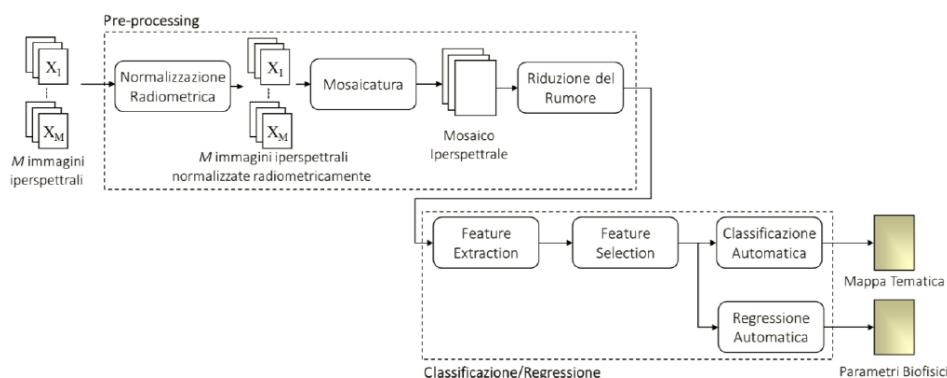 Pre-processing
X1
XM
M immagini
iperspettrali
Normalizzazione
Radiometrica
X1
XM
M immagini iperspettrali
normalizzate radiometricamente
Mosaicatura
Mosaico
Iperspettrale
Riduzione del
Rumore
Feature
Extraction
Feature
Selection
Classificazione
Automatica
Mappa Tematica
Regressione
Automatica
Parametri Biofisici
Classificazione/Regressione